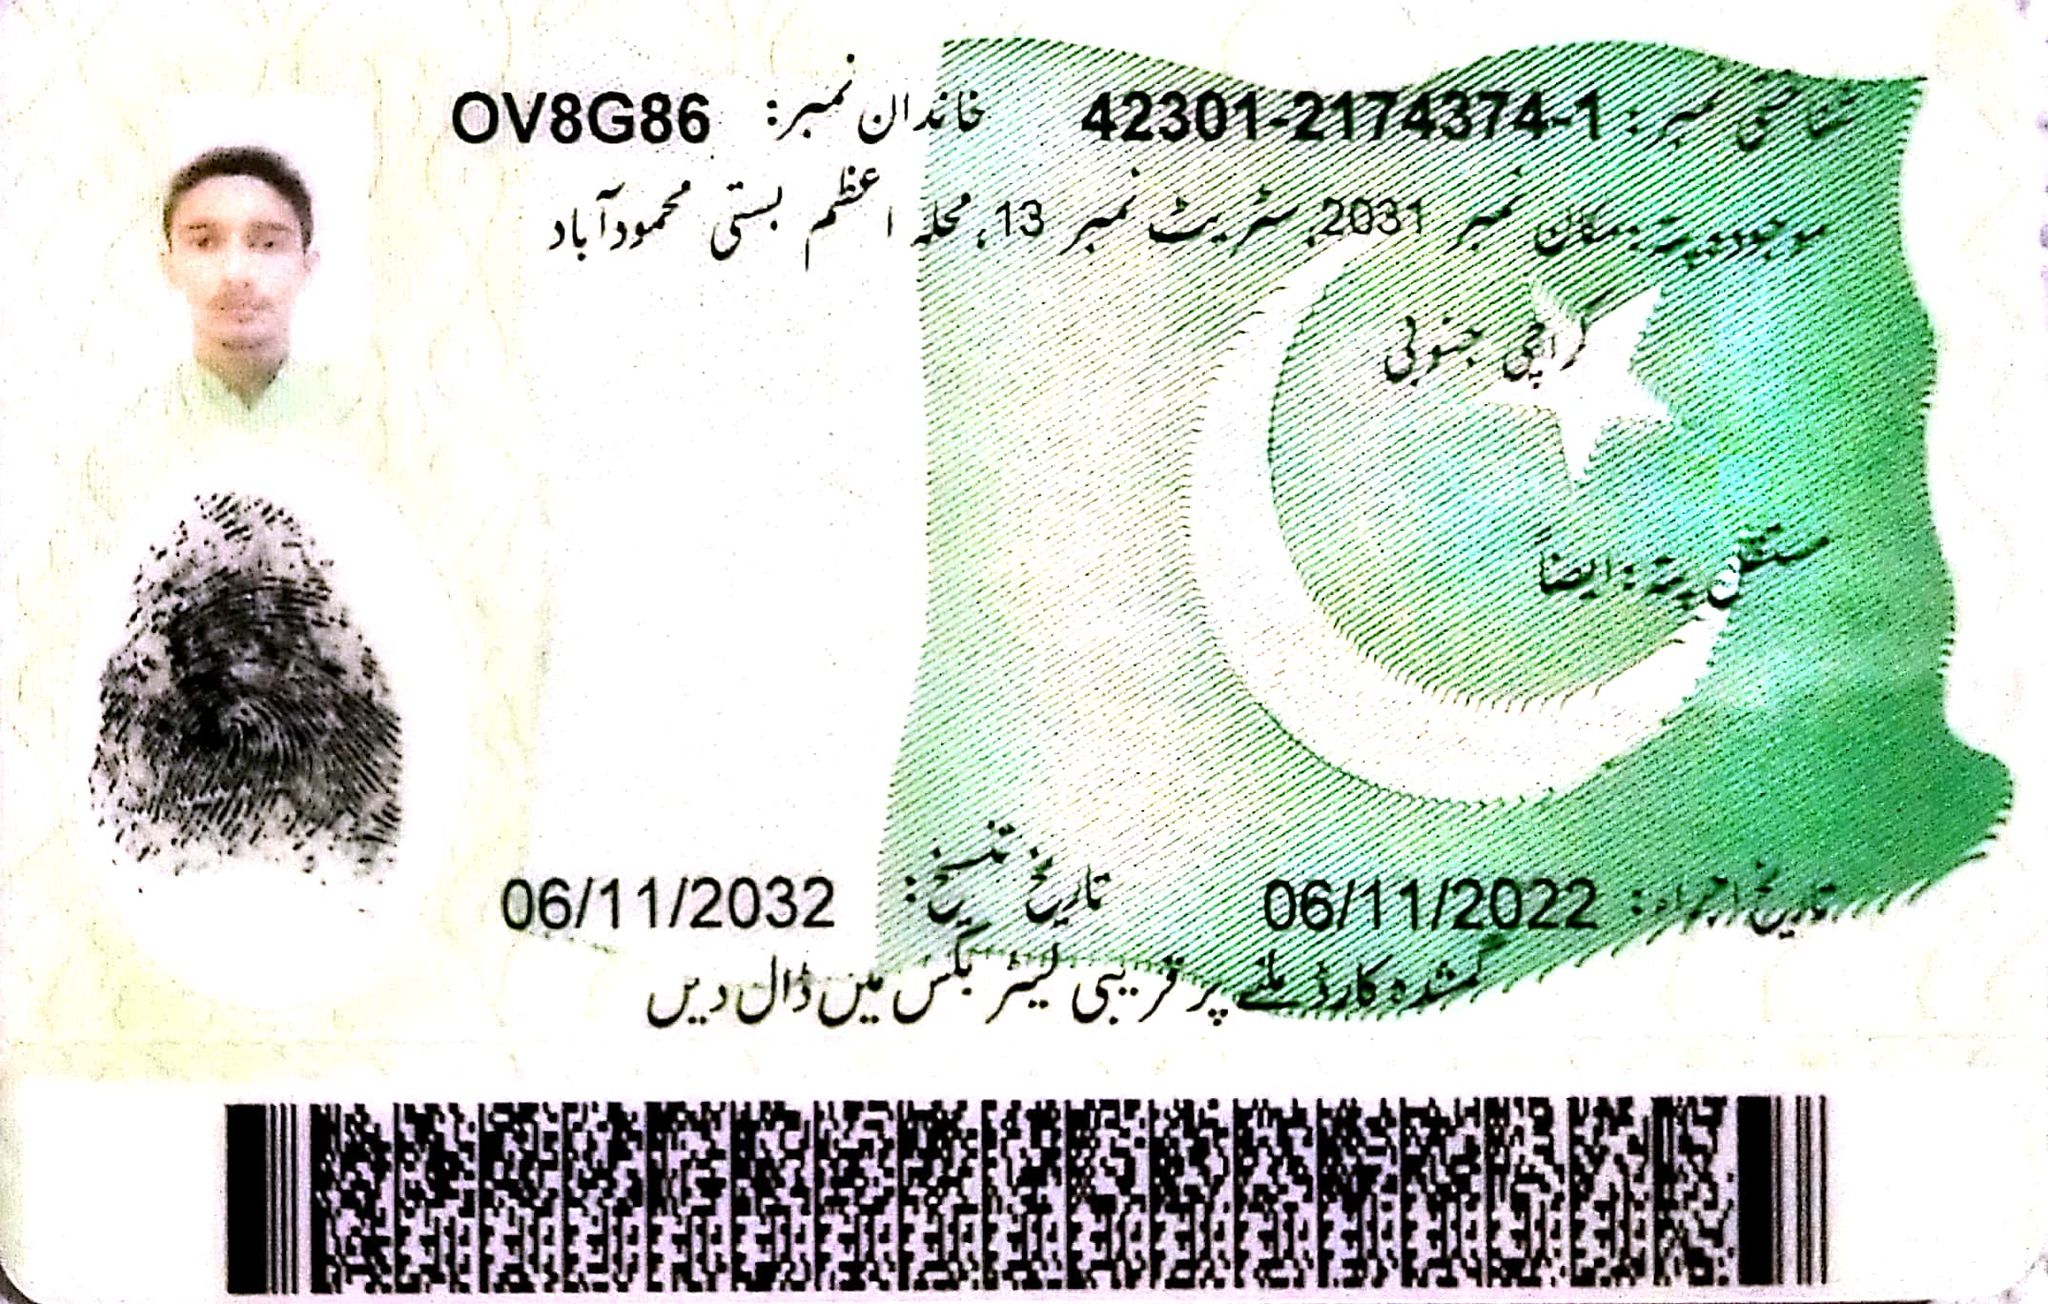 شناختی نمبر: 42301-2174374-1 خاندان نمبر: OV8G86
موجودہ پتہ: مکان نمبر 2031، سٹریٹ نمبر 13، محلہ اعظم بستی محمودآباد
کراچی جنوبی
مستقل پتہ: ایضاً
تاریخ اجراء: 06/11/2022 تاریخ تنسیخ: 06/11/2032
گمشدہ کارڈ ملنے پر قریبی لیٹر بکس میں ڈال دیں